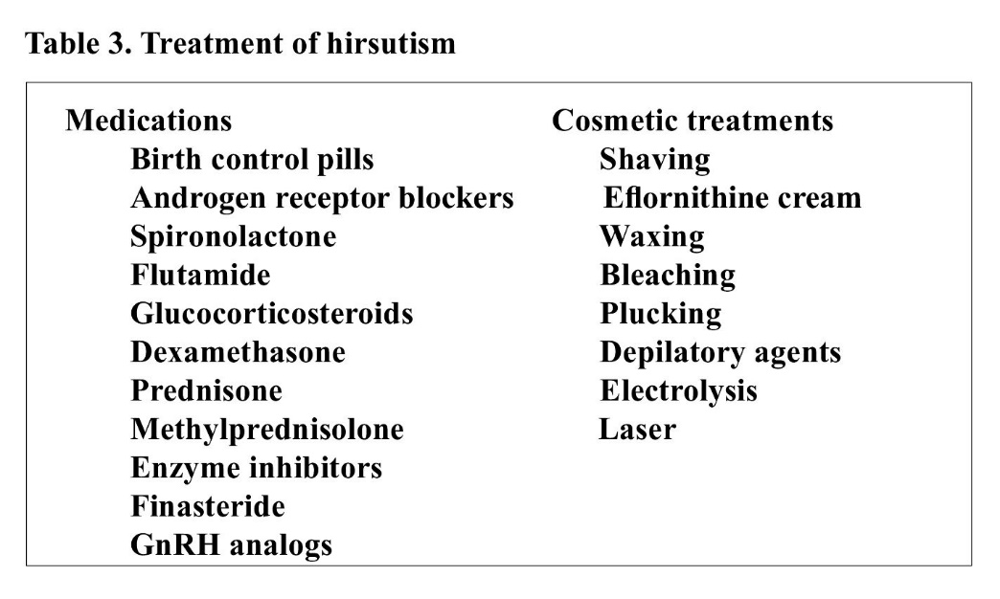 Table 3. Treatment of hirsutism
Medications
Birth control pills
Androgen receptor blockers
Spironolactone
Flutamide
Glucocorticosteroids
Dexamethasone
Prednisone
Methylprednisolone
Enzyme inhibitors
Finasteride
GnRH analogs
Cosmetic treatments
Shaving
Eflornithine cream
Waxing
Bleaching
Plucking
Depilatory agents
Electrolysis
Laser